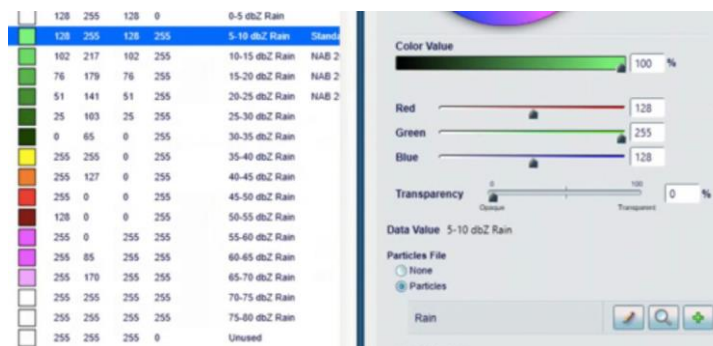 128 255 128 0 0-5 dbZ Rain
128 255 128 255 5-10 dbZ Rain Standa
102 217 102 255 10-15 dbZ Rain NAB 2
76 179 76 255 15-20 dbZ Rain NAB 2
51 141 51 255 20-25 dbZ Rain NAB 2
25 103 25 255 25-30 dbZ Rain
0 65 0 255 30-35 dbZ Rain
255 255 0 255 35-40 dbZ Rain
255 127 0 255 40-45 dbZ Rain
255 0 0 255 45-50 dbZ Rain
128 0 0 255 50-55 dbZ Rain
255 0 255 255 55-60 dbZ Rain
255 85 255 255 60-65 dbZ Rain
255 170 255 255 65-70 dbZ Rain
255 255 255 255 70-75 dbZ Rain
255 255 255 255 75-80 dbZ Rain
255 255 255 0 Unused
Color Value
100 %
Red 128
Green 255
Blue 128
0 100
Transparency 0 %
Opaque Transparent
Data Value 5-10 dbZ Rain
Particles File
None
Particles
Rain